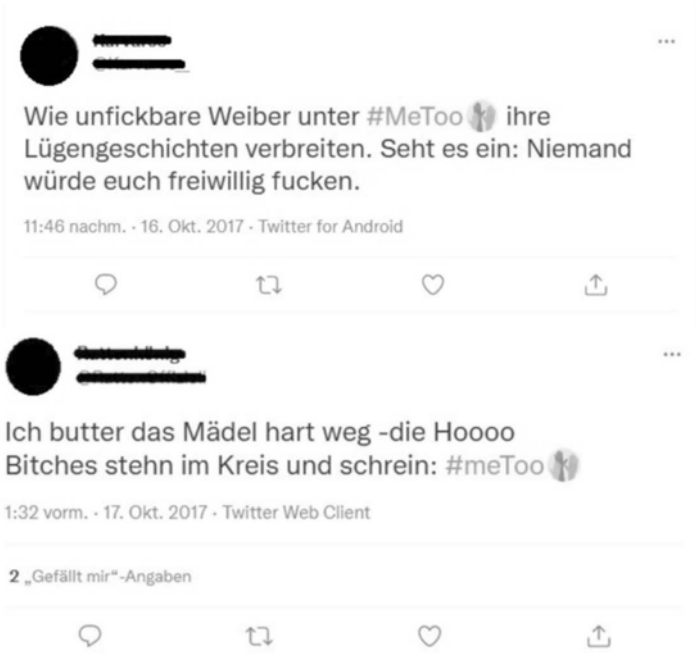 Wie unfickbare Weiber unter #MeToo ihre
Lügengeschichten verbreiten. Seht es ein: Niemand
würde euch freiwillig fucken.
11:46 nachm. · 16. Okt. 2017 · Twitter for Android
Ich butter das Mädel hart weg -die Hoooo
Bitches stehn im Kreis und schrein: #meToo
1:32 vorm. · 17. Okt. 2017 · Twitter Web Client
2 „Gefällt mir“-Angaben